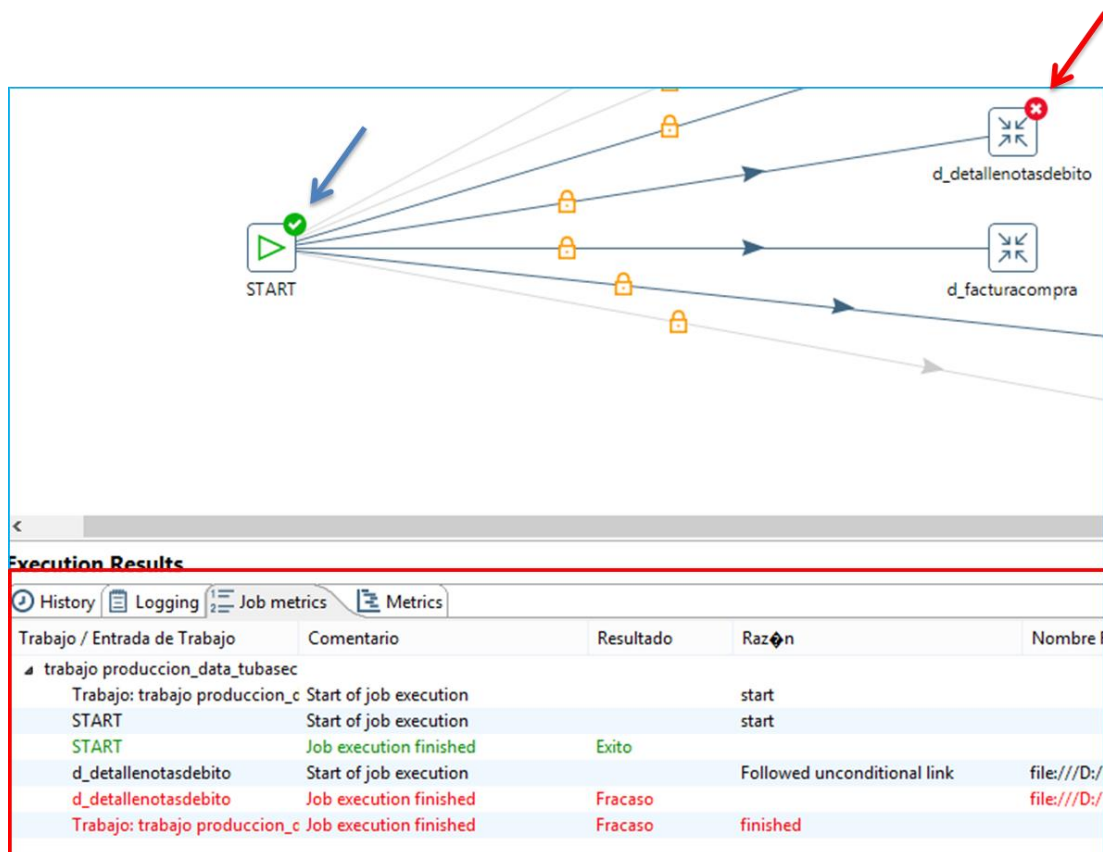 d_detallenotasdebito
START
d_facturacompra
Execution Results
History Logging Job metrics Metrics
Trabajo / Entrada de Trabajo Comentario Resultado Raz�n Nombre
trabajo produccion_data_tubasec
Trabajo: trabajo produccion_ Start of job execution start
START Start of job execution start
START Job execution finished Exito
d_detallenotasdebito Start of job execution Followed unconditional link file:///D:/
d_detallenotasdebito Job execution finished Fracaso file:///D:/
Trabajo: trabajo produccion_ Job execution finished Fracaso finished